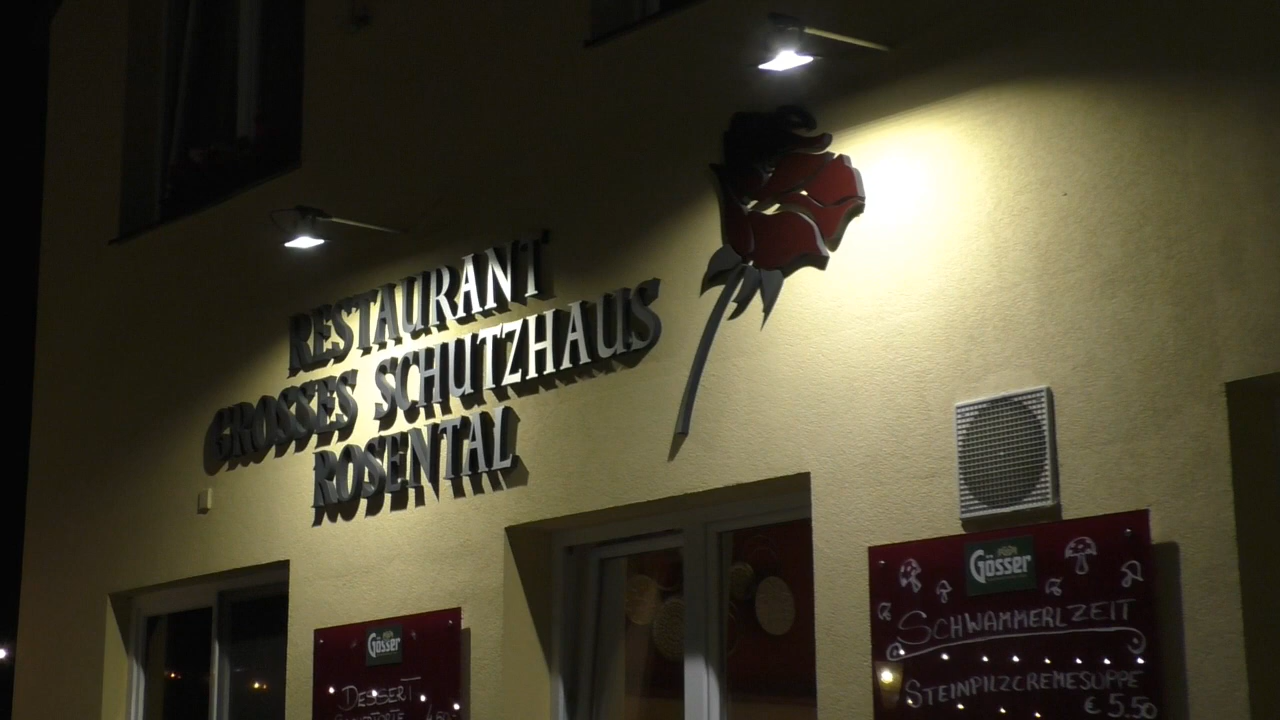 RESTAURANT
GROSSES SCHUTZHAUS
ROSENTAL
Gösser
DESSERT
Gösser
SCHWAMMERLZEIT
STEINPILZCREMESUPPE
€ 5.50